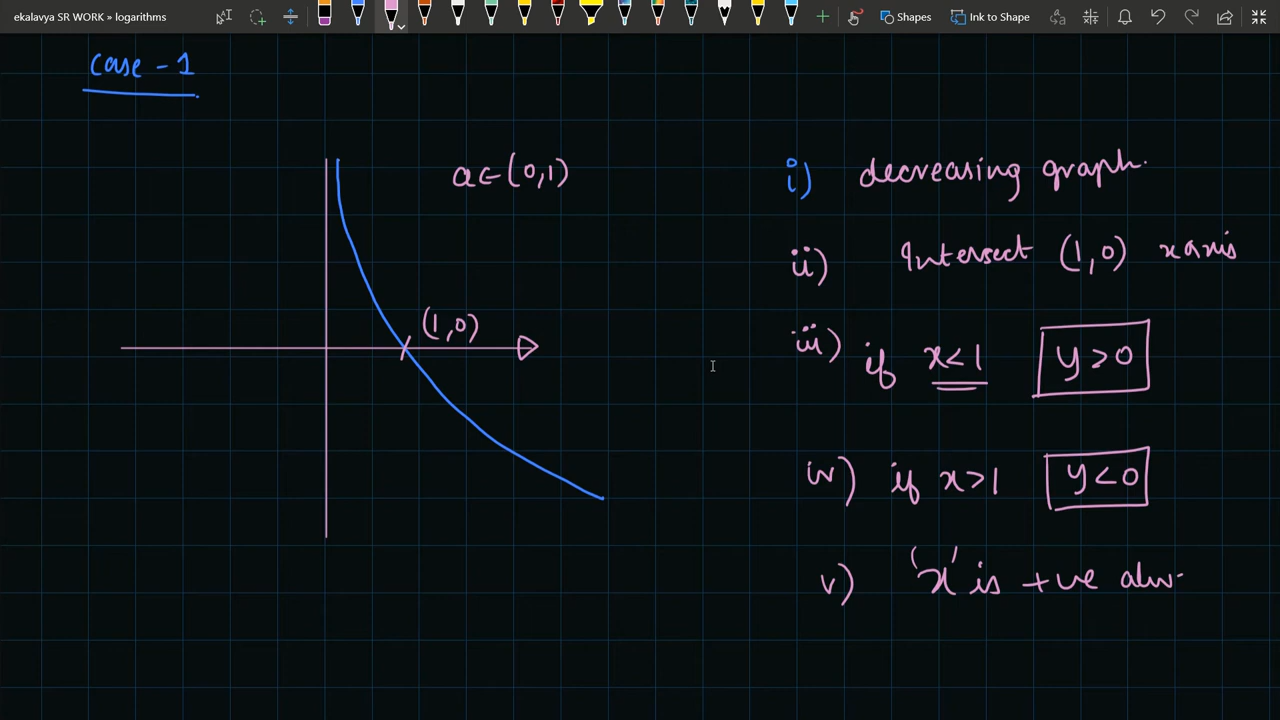 ekalavya SR WORK » logarithms
Shapes
Ink to Shape
Case - 1
a∈(0,1)
(1,0)
i) decreasing graph.
ii) Intersect (1,0) x axis
iii) if x<1 y>0
iv) if x>1 y<0
v) 'x' is +ve alw